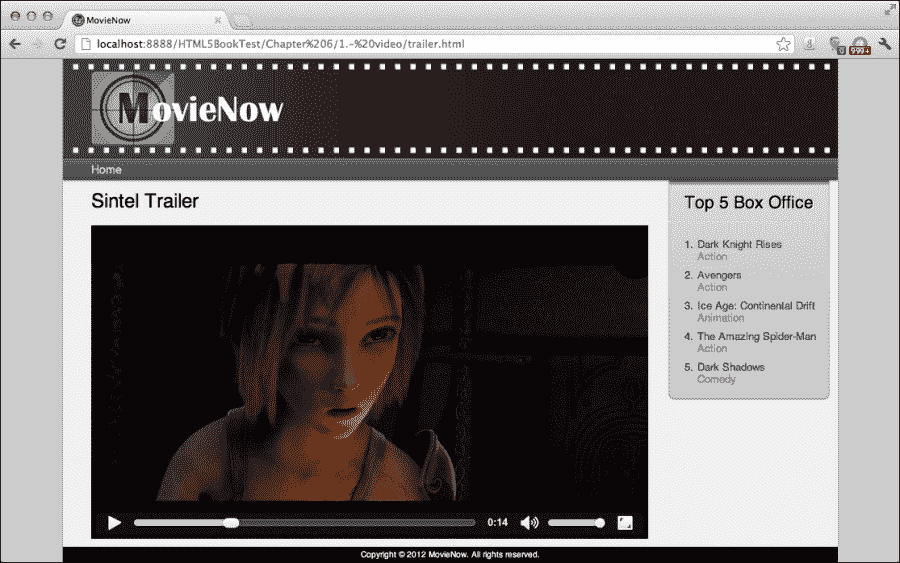 MovieNow
localhost:8888/HTML5BookTest/Chapter%206/1.-%20video/trailer.html
999+
MovieNow
Home
Sintel Trailer
Top 5 Box Office
1. Dark Knight Rises
Action
2. Avengers
Action
3. Ice Age: Continental Drift
Animation
4. The Amazing Spider-Man
Action
5. Dark Shadows
Comedy
0:14
Copyright © 2012 MovieNow. All rights reserved.